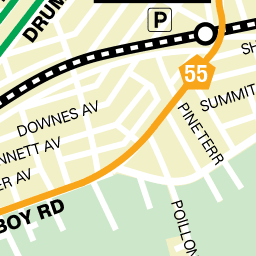 DRUM
P
SH
55
SUMMIT
DOWNES AV
PINE TERR
NNETT AV
ER AV
BOY RD
POILLON